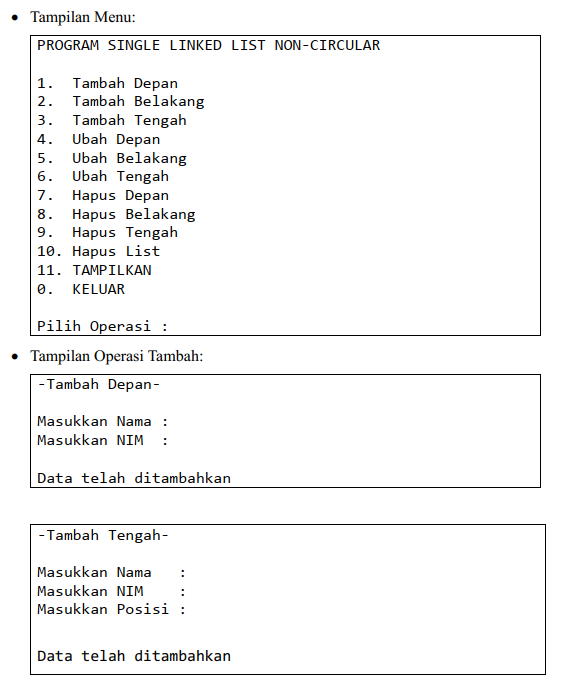 • Tampilan Menu:
PROGRAM SINGLE LINKED LIST NON-CIRCULAR
1. Tambah Depan
2. Tambah Belakang
3. Tambah Tengah
4. Ubah Depan
5. Ubah Belakang
6. Ubah Tengah
7. Hapus Depan
8. Hapus Belakang
9. Hapus Tengah
10. Hapus List
11. TAMPILKAN
0. KELUAR
Pilih Operasi :
• Tampilan Operasi Tambah:
-Tambah Depan-
Masukkan Nama :
Masukkan NIM :
Data telah ditambahkan
-Tambah Tengah-
Masukkan Nama :
Masukkan NIM :
Masukkan Posisi :
Data telah ditambahkan